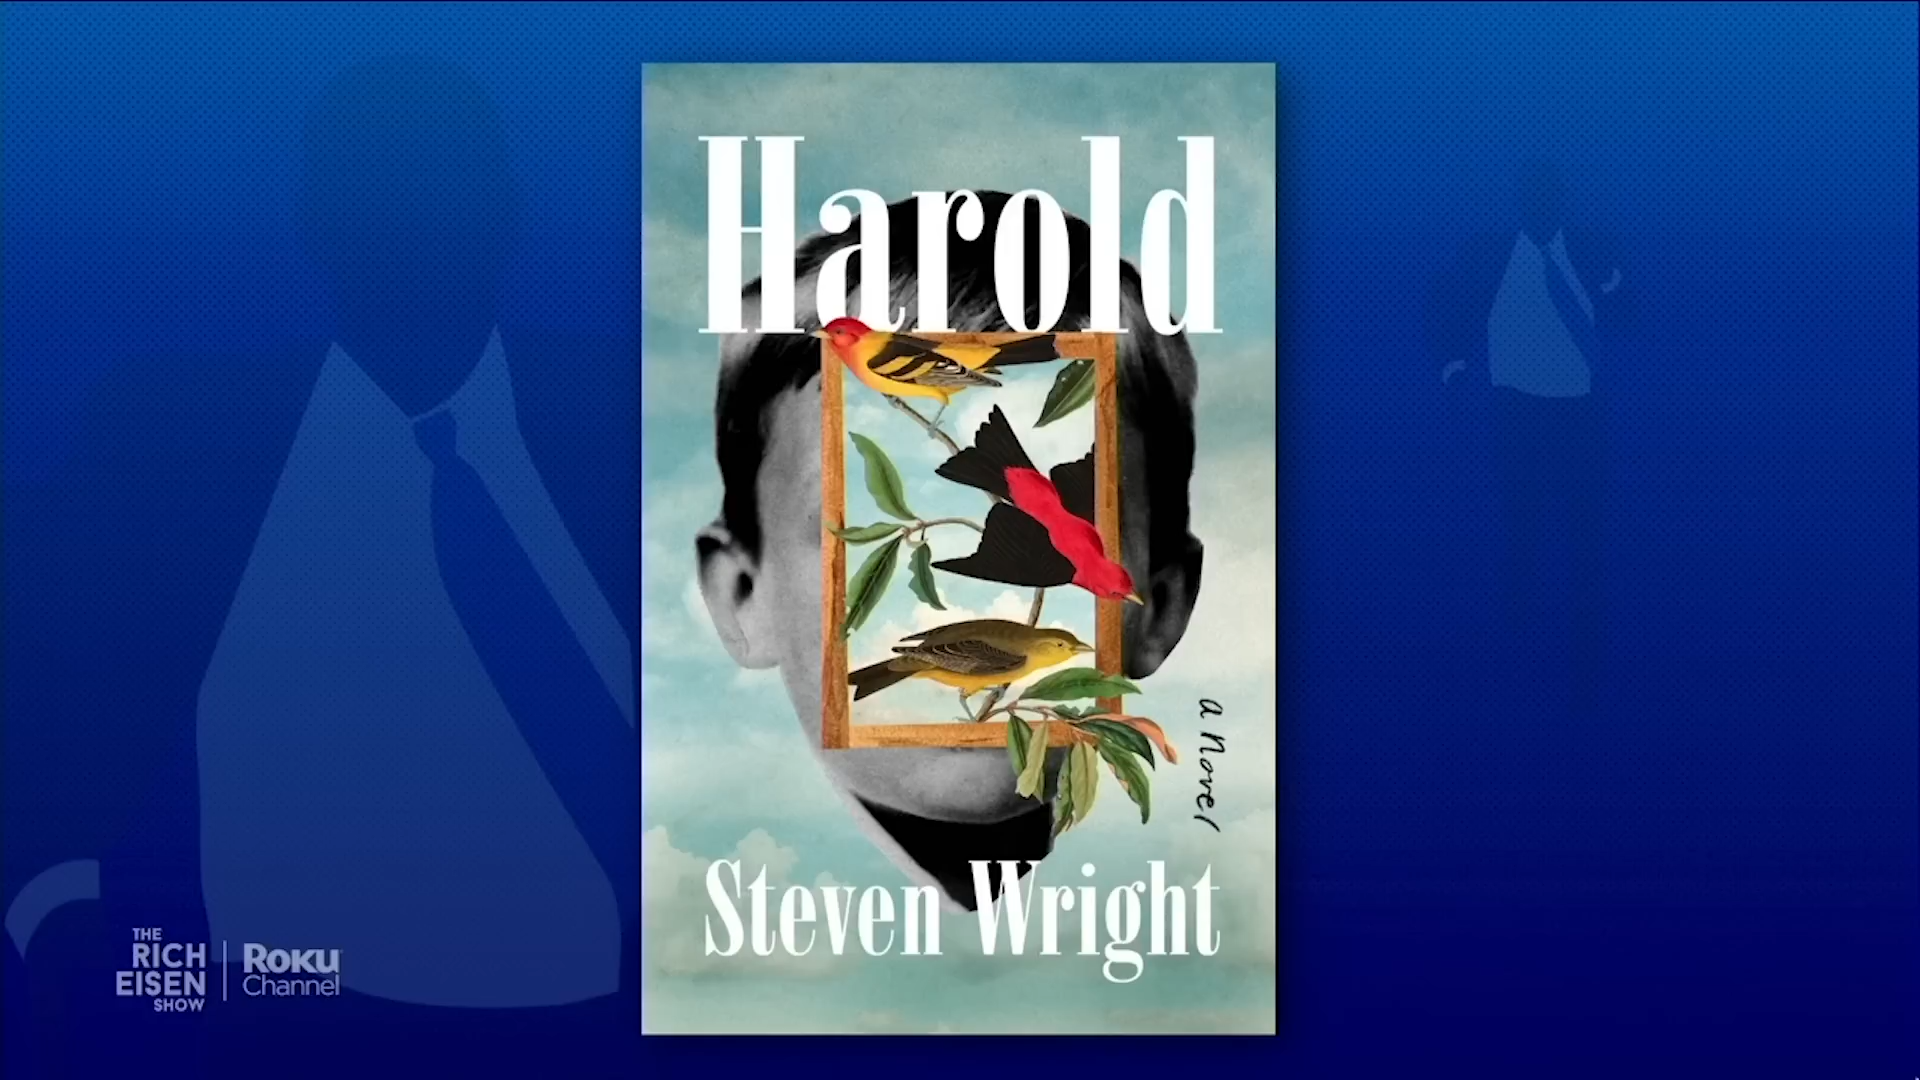 Harold
a novel
Steven Wright
THE
RICH
EISEN
SHOW
Roku
Channel